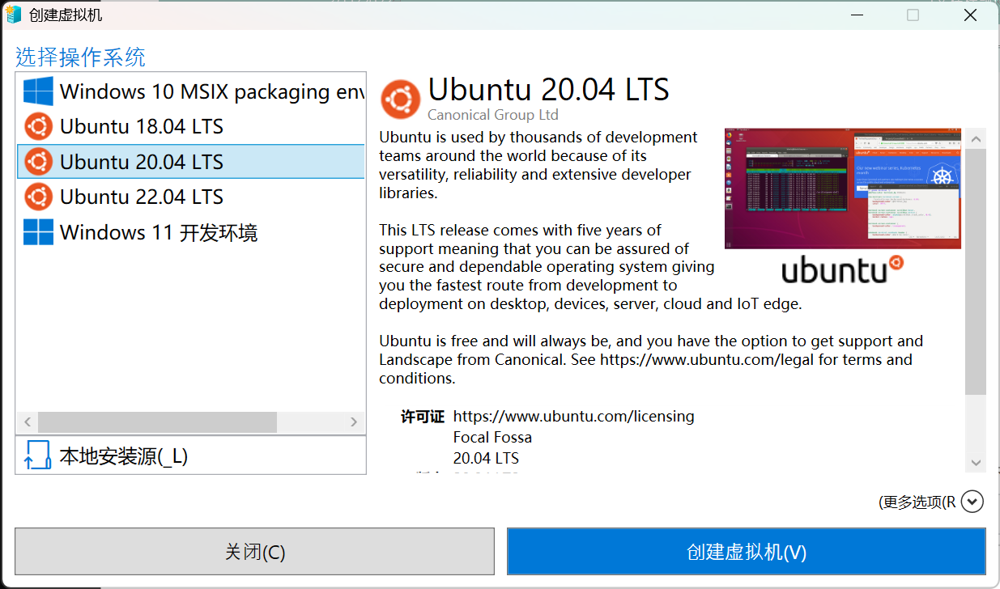 创建虚拟机
选择操作系统
Windows 10 MSIX packaging env
Ubuntu 18.04 LTS
Ubuntu 20.04 LTS
Ubuntu 22.04 LTS
Windows 11 开发环境
本地安装源(_L)
Ubuntu 20.04 LTS
Canonical Group Ltd
Ubuntu is used by thousands of development
teams around the world because of its
versatility, reliability and extensive developer
libraries.
This LTS release comes with five years of
support meaning that you can be assured of
secure and dependable operating system giving
you the fastest route from development to
deployment on desktop, devices, server, cloud and IoT edge.
ubuntu
Ubuntu is free and will always be, and you have the option to get support and
Landscape from Canonical. See https://www.ubuntu.com/legal for terms and
conditions.
许可证 https://www.ubuntu.com/licensing
Focal Fossa
20.04 LTS
(更多选项(R
关闭(C)
创建虚拟机(V)